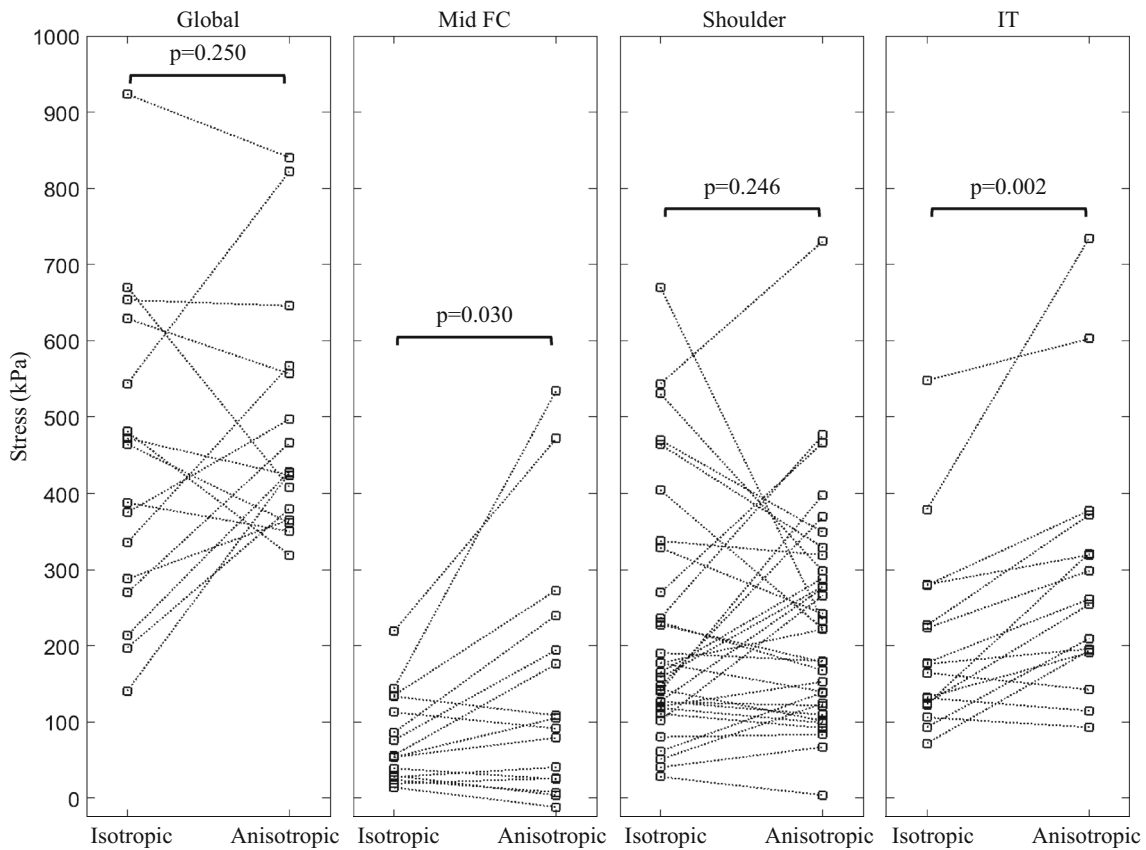 Global Mid FC Shoulder IT
1000
p=0.250
900
800
p=0.246 p=0.002
700
p=0.030
600
500
400
300
200
100
0
Stress (kPa)
Isotropic Anisotropic Isotropic Anisotropic Isotropic Anisotropic Isotropic Anisotropic